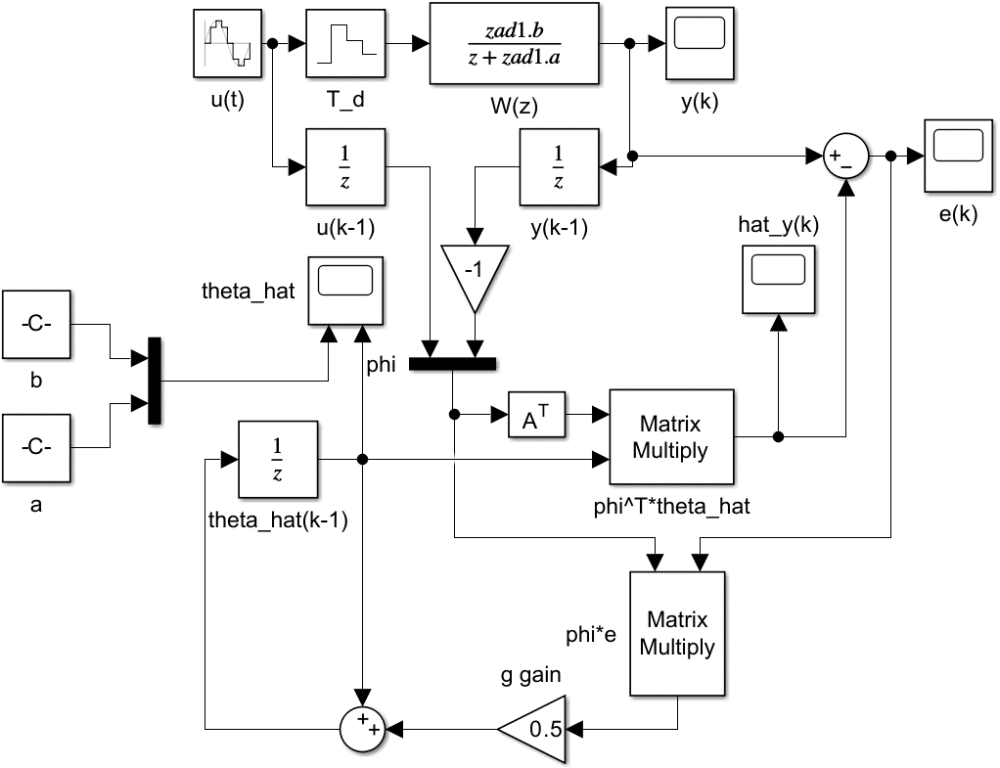 u(t)
T_d
zad1.b
z + zad1.a
W(z)
y(k)
1
z
u(k-1)
1
z
y(k-1)
+
−
e(k)
hat_y(k)
-1
theta_hat
-C-
b
phi
-C-
a
A^T
Matrix
Multiply
phi^T*theta_hat
1
z
theta_hat(k-1)
Matrix
Multiply
phi*e
g gain
0.5
+
+